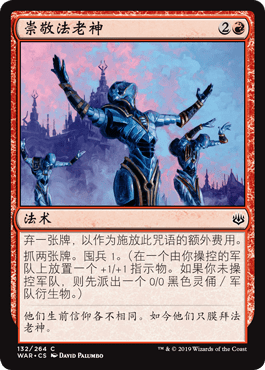 崇敬法老神 2
法术
弃一张牌,以作为施放此咒语的额外费用。
抓两张牌。囤兵 1。(在一个由你操控的军
队上放置一个 +1/+1 指示物。如果你未操
控军队,则先派出一个 0/0 黑色灵俑/军
队衍生物。)
他们生前信仰各不相同。如今他们只膜拜法
老神。
132/264 C
WAR • CS DAVID PALUMBO
™ & © 2019 Wizards of the Coast